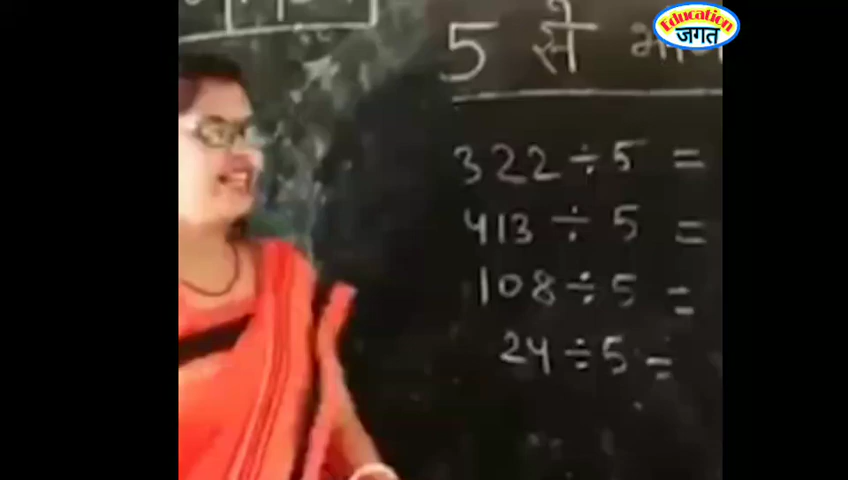 Education
जगत
5 से
322 ÷ 5 =
413 ÷ 5 =
108 ÷ 5 =
24 ÷ 5 =